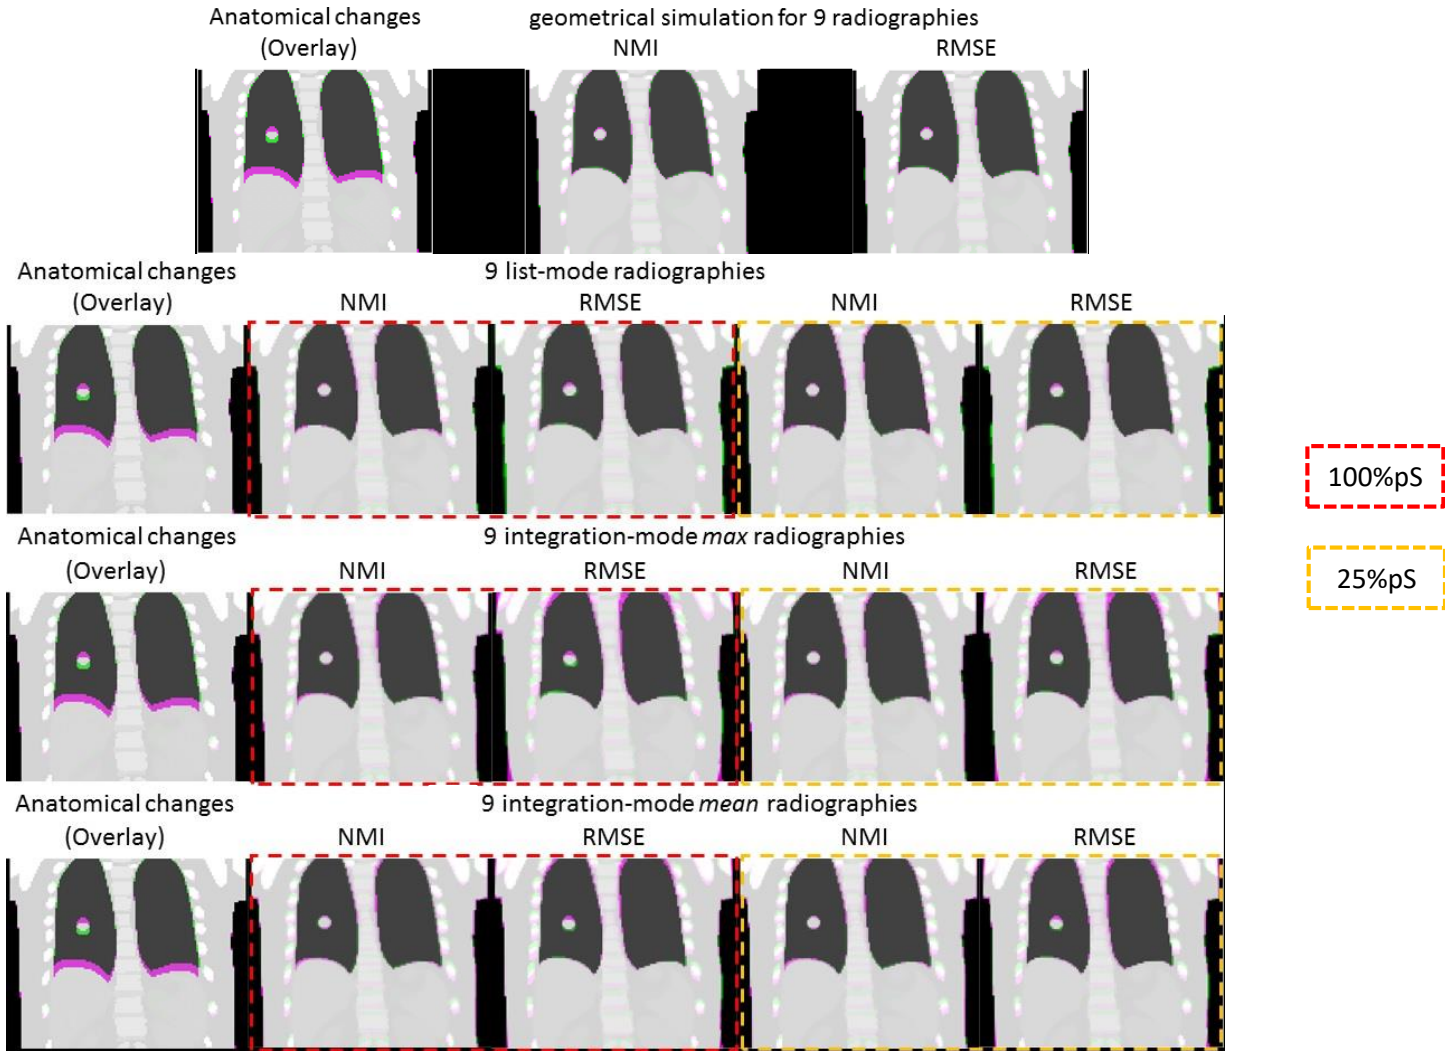 Anatomical changes geometrical simulation for 9 radiographies
(Overlay) NMI RMSE
Anatomical changes 9 list-mode radiographies
(Overlay) NMI RMSE NMI RMSE
100%pS
Anatomical changes 9 integration-mode max radiographies
(Overlay) NMI RMSE NMI RMSE
25%pS
Anatomical changes 9 integration-mode mean radiographies
(Overlay) NMI RMSE NMI RMSE